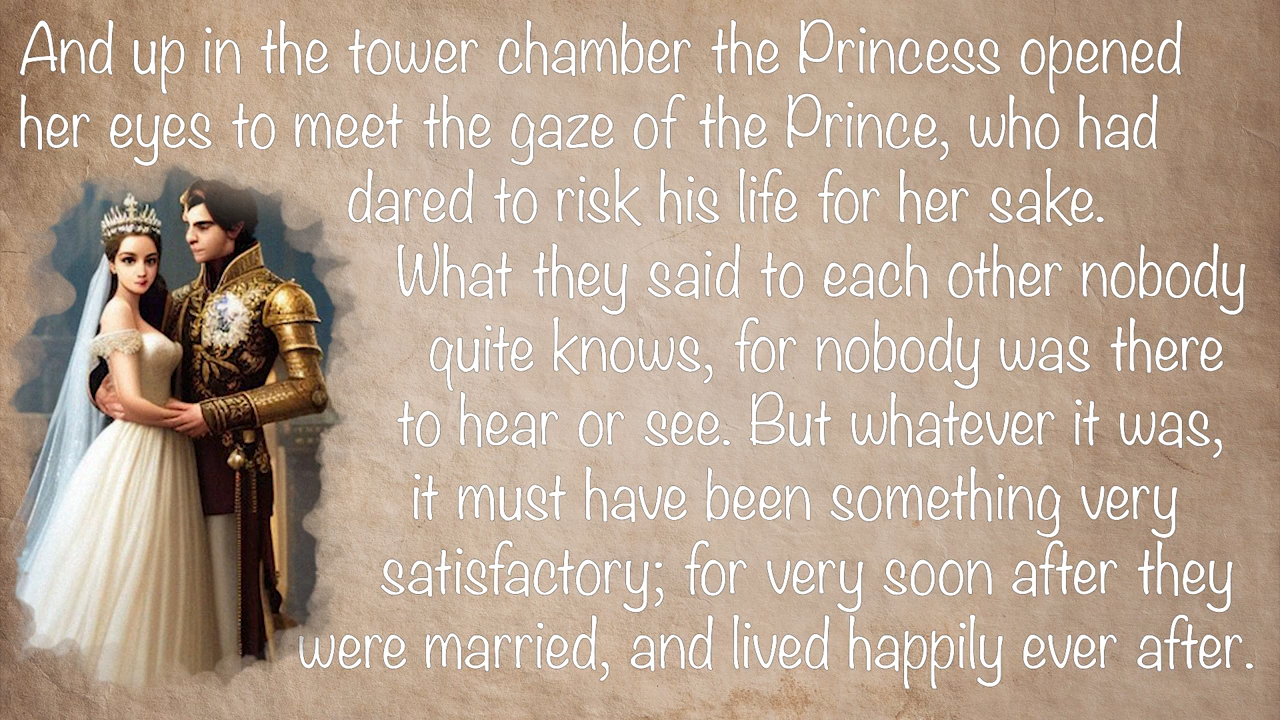 And up in the tower chamber the Princess opened
her eyes to meet the gaze of the Prince, who had
dared to risk his life for her sake.
What they said to each other nobody
quite knows, for nobody was there
to hear or see. But whatever it was,
it must have been something very
satisfactory; for very soon after they
were married, and lived happily ever after.